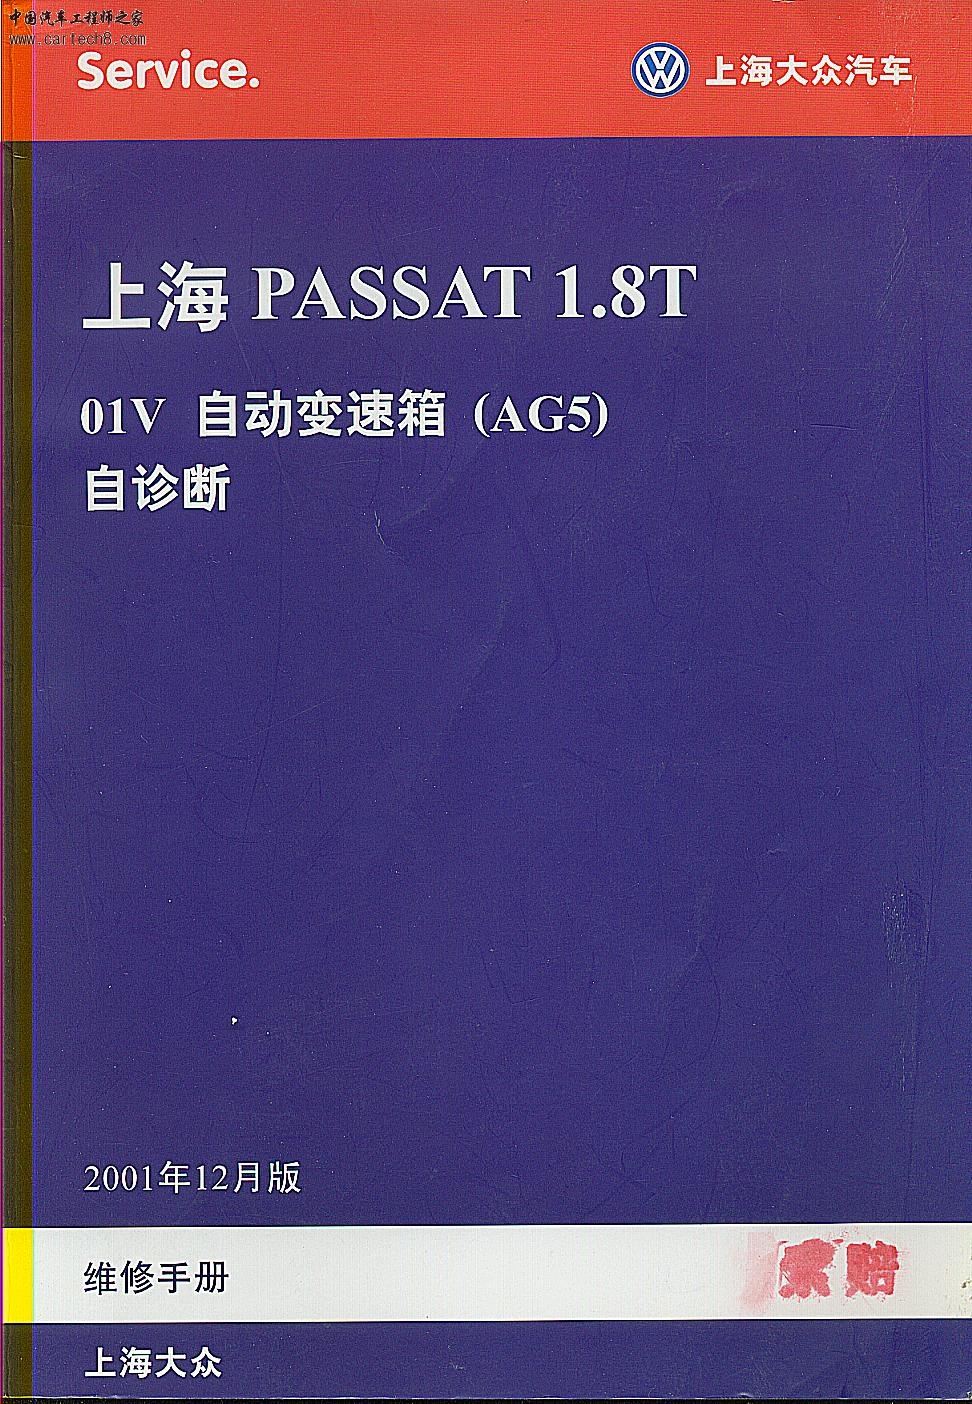 中国汽车工程师之家
www.cartech8.com
Service.
上海大众汽车
上海 PASSAT 1.8T
01V 自动变速箱 (AG5)
自诊断
2001年12月版
维修手册
索赔
上海大众